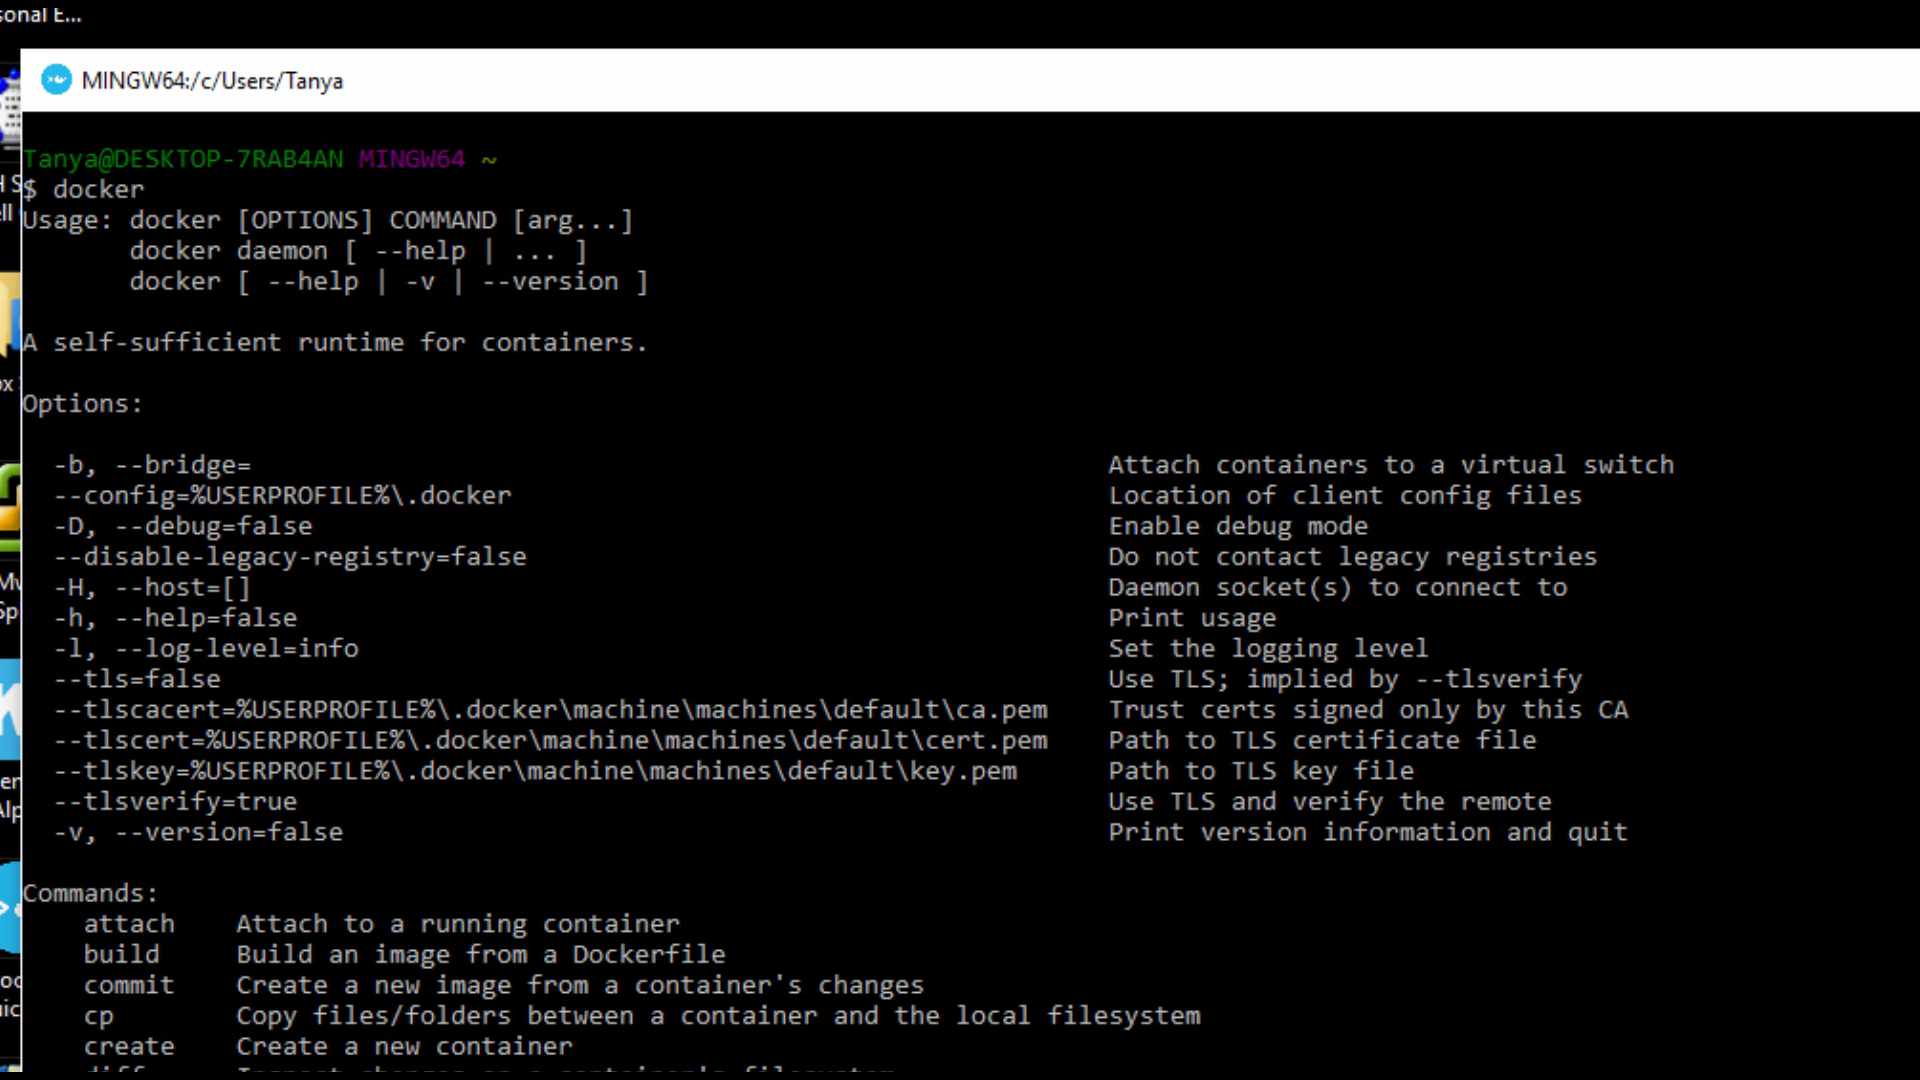 sonal E...
MINGW64:/c/Users/Tanya
Tanya@DESKTOP-7RAB4AN MINGW64 ~
$ docker
Usage: docker [OPTIONS] COMMAND [arg...]
       docker daemon [ --help | ... ]
       docker [ --help | -v | --version ]
A self-sufficient runtime for containers.
Options:
  -b, --bridge=                                                        Attach containers to a virtual switch
  --config=%USERPROFILE%\.docker                                       Location of client config files
  -D, --debug=false                                                    Enable debug mode
  --disable-legacy-registry=false                                      Do not contact legacy registries
  -H, --host=[]                                                        Daemon socket(s) to connect to
  -h, --help=false                                                     Print usage
  -l, --log-level=info                                                 Set the logging level
  --tls=false                                                          Use TLS; implied by --tlsverify
  --tlscacert=%USERPROFILE%\.docker\machine\machines\default\ca.pem    Trust certs signed only by this CA
  --tlscert=%USERPROFILE%\.docker\machine\machines\default\cert.pem    Path to TLS certificate file
  --tlskey=%USERPROFILE%\.docker\machine\machines\default\key.pem      Path to TLS key file
  --tlsverify=true                                                     Use TLS and verify the remote
  -v, --version=false                                                  Print version information and quit
Commands:
    attach    Attach to a running container
    build     Build an image from a Dockerfile
    commit    Create a new image from a container's changes
    cp        Copy files/folders between a container and the local filesystem
    create    Create a new container